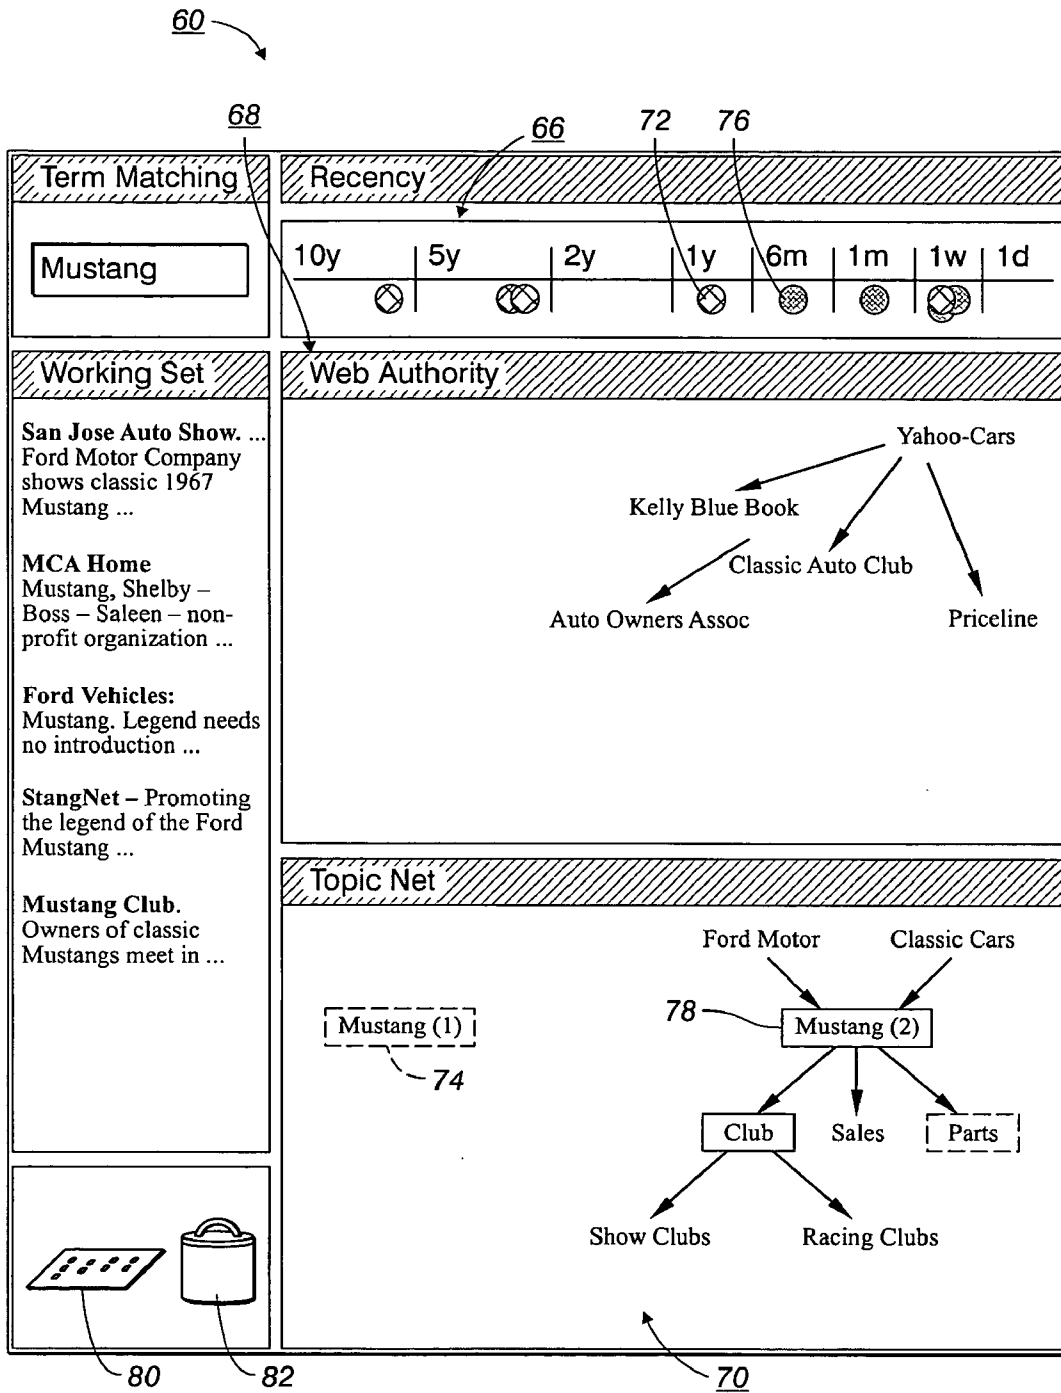 60
68
66
72
76
Term Matching
Recency
Mustang
10y
5y
2y
1y
6m
1m
1w
1d
Working Set
Web Authority
San Jose Auto Show. ...
Ford Motor Company
shows classic 1967
Mustang ...
MCA Home
Mustang, Shelby –
Boss – Saleen – non-
profit organization ...
Ford Vehicles:
Mustang. Legend needs
no introduction ...
StangNet – Promoting
the legend of the Ford
Mustang ...
Mustang Club.
Owners of classic
Mustangs meet in ...
Yahoo-Cars
Kelly Blue Book
Classic Auto Club
Auto Owners Assoc
Priceline
Topic Net
Ford Motor
Classic Cars
Mustang (1)
74
78
Mustang (2)
Club
Sales
Parts
Show Clubs
Racing Clubs
80
82
70